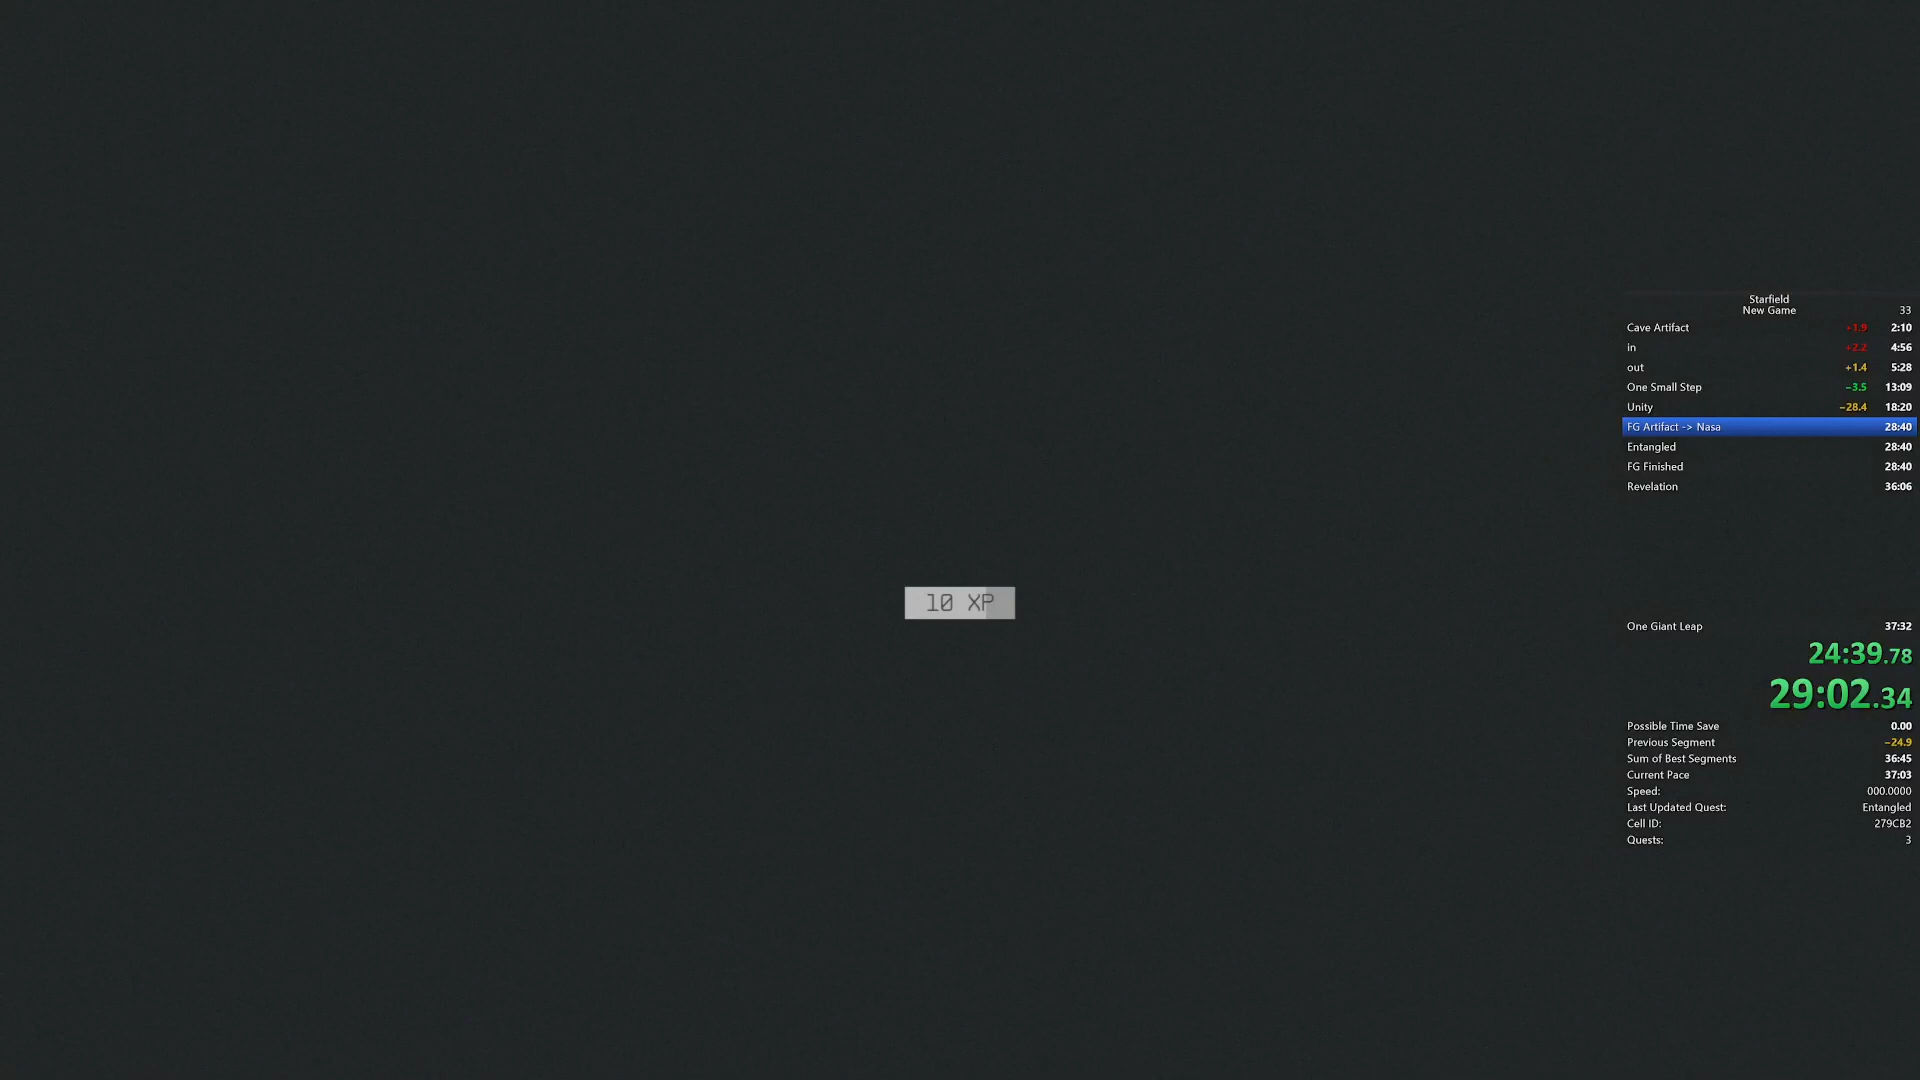 Starfield
New Game 33
Cave Artifact +1.9 2:10
in +2.2 4:56
out +1.4 5:28
One Small Step −3.5 13:09
Unity −28.4 18:20
FG Artifact -> Nasa 28:40
Entangled 28:40
FG Finished 28:40
Revelation 36:06
10 XP
One Giant Leap 37:32
24:39.78
29:02.34
Possible Time Save 0.00
Previous Segment −24.9
Sum of Best Segments 36:45
Current Pace 37:03
Speed: 000.0000
Last Updated Quest: Entangled
Cell ID: 279CB2
Quests: 3